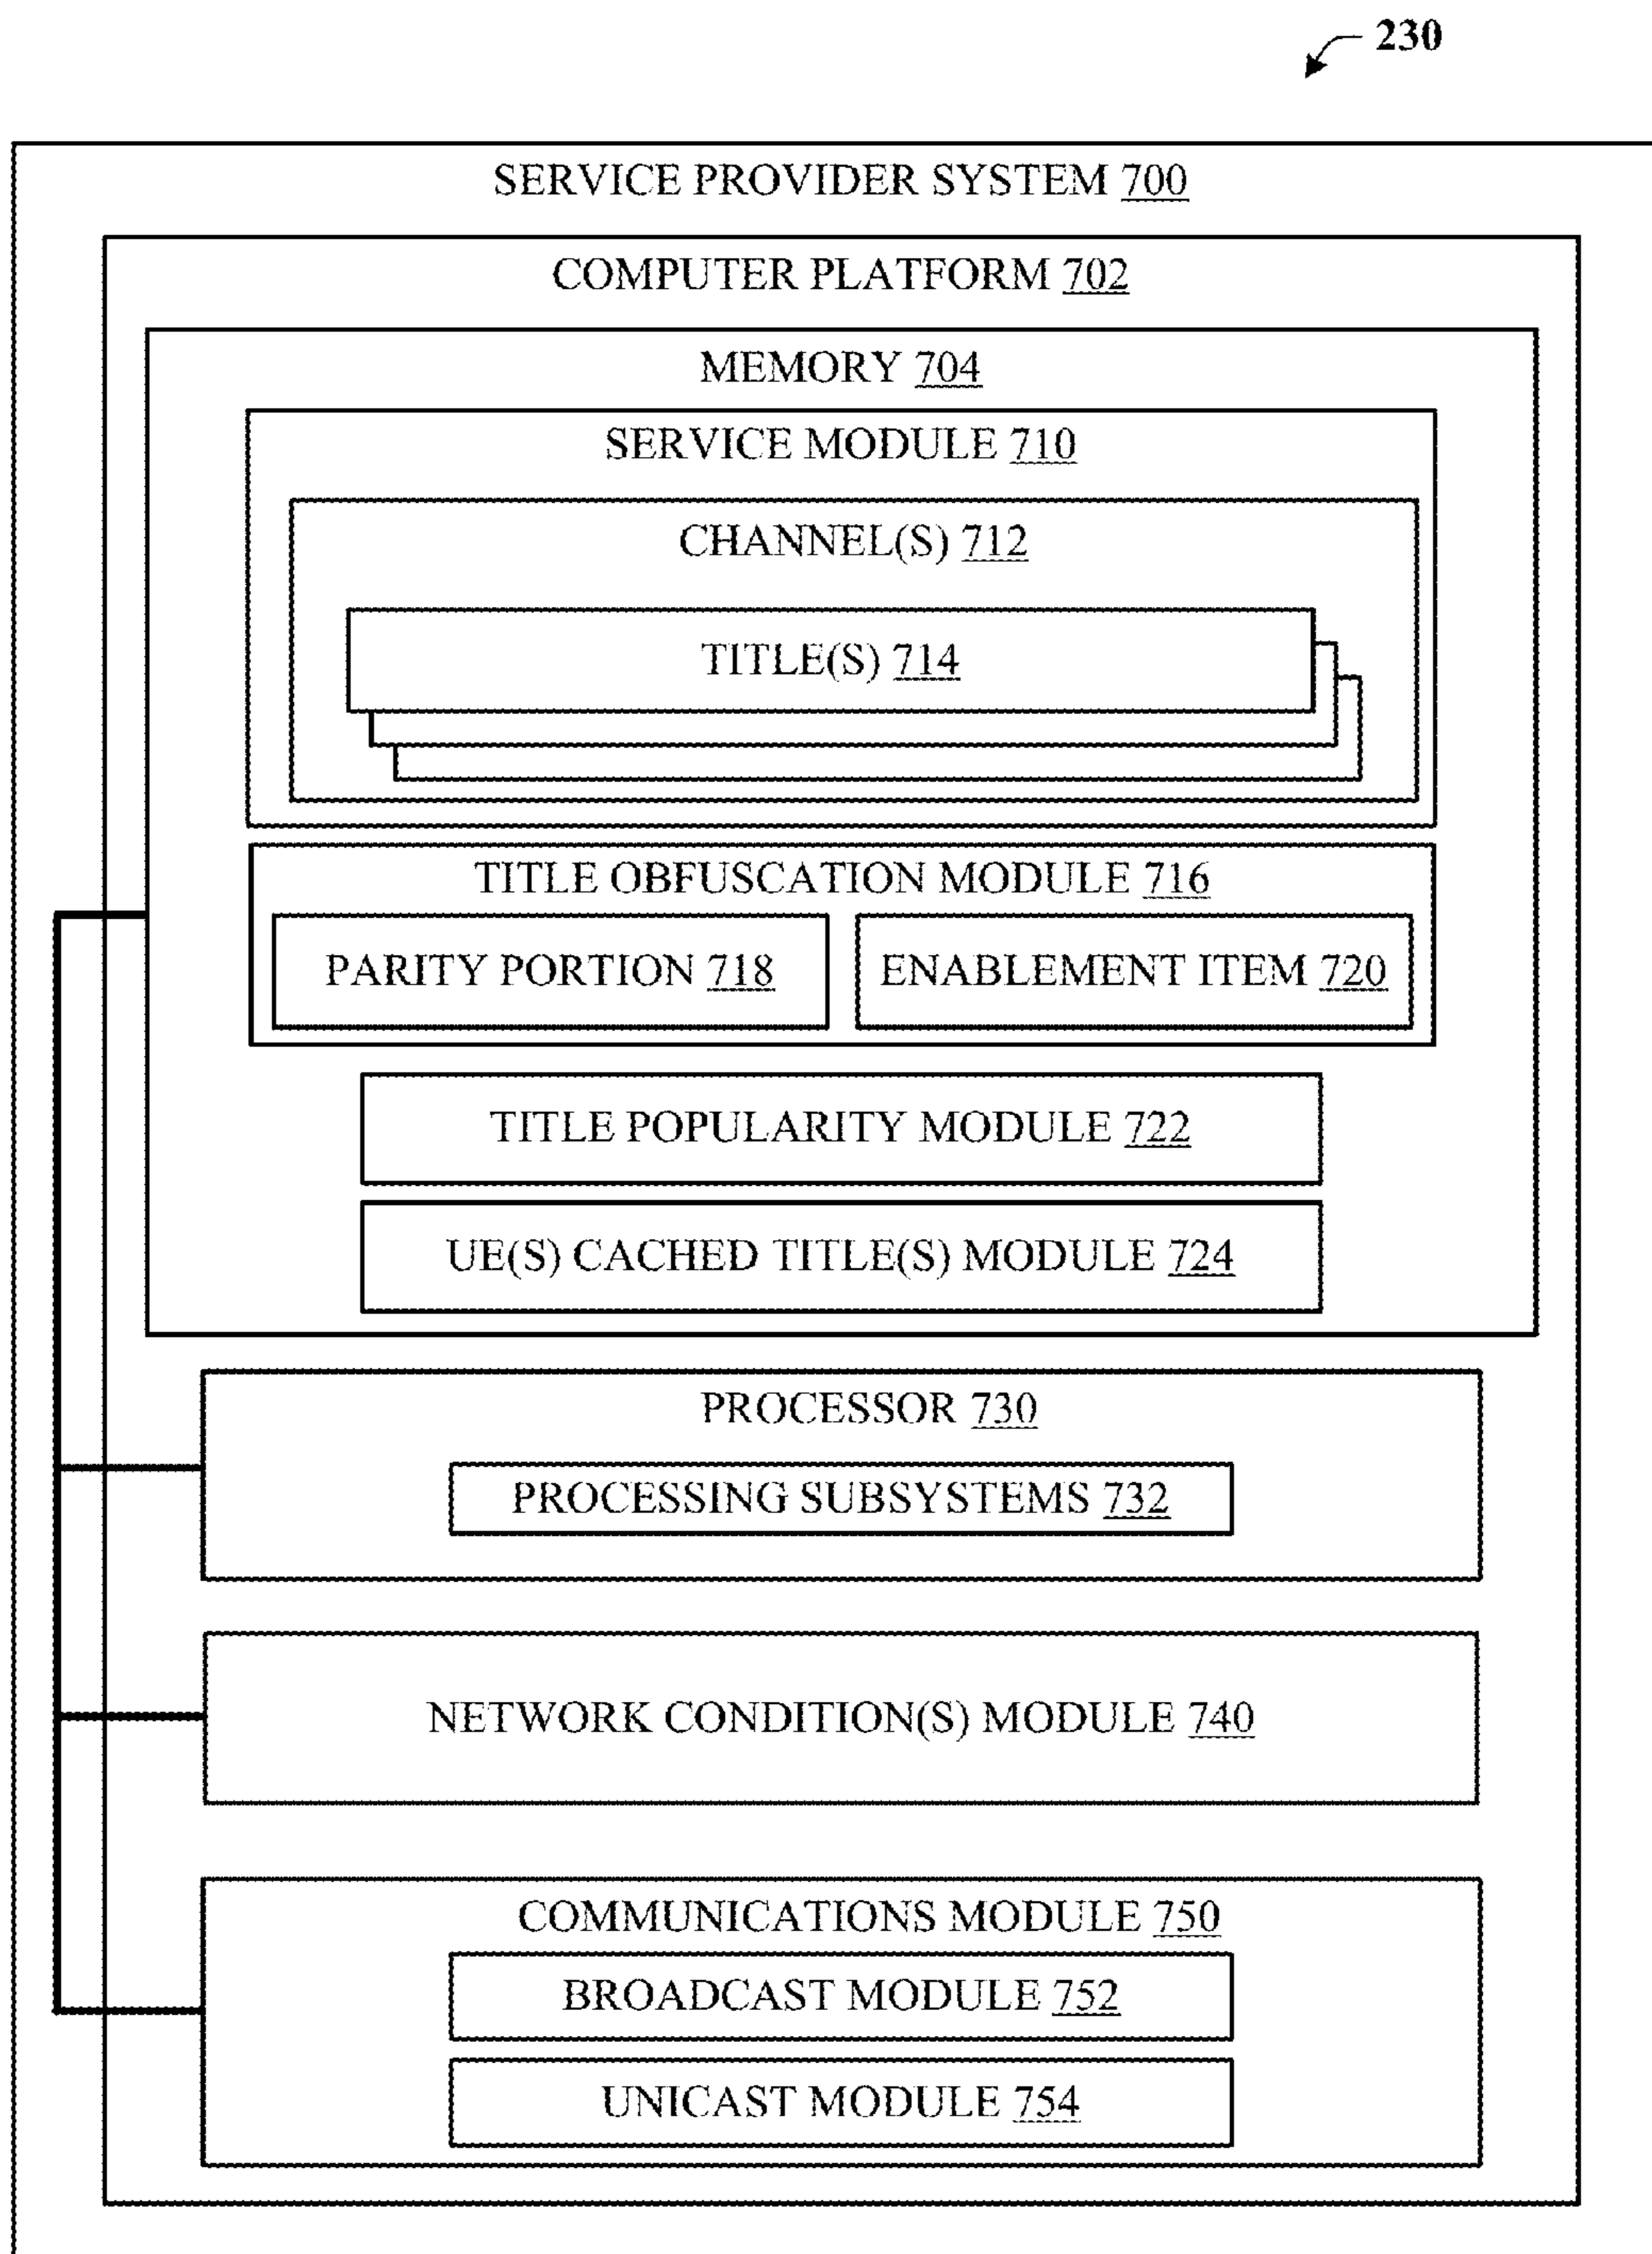 230
SERVICE PROVIDER SYSTEM 700
COMPUTER PLATFORM 702
MEMORY 704
SERVICE MODULE 710
CHANNEL(S) 712
TITLE(S) 714
TITLE OBFUSCATION MODULE 716
PARITY PORTION 718
ENABLEMENT ITEM 720
TITLE POPULARITY MODULE 722
UE(S) CACHED TITLE(S) MODULE 724
PROCESSOR 730
PROCESSING SUBSYSTEMS 732
NETWORK CONDITION(S) MODULE 740
COMMUNICATIONS MODULE 750
BROADCAST MODULE 752
UNICAST MODULE 754